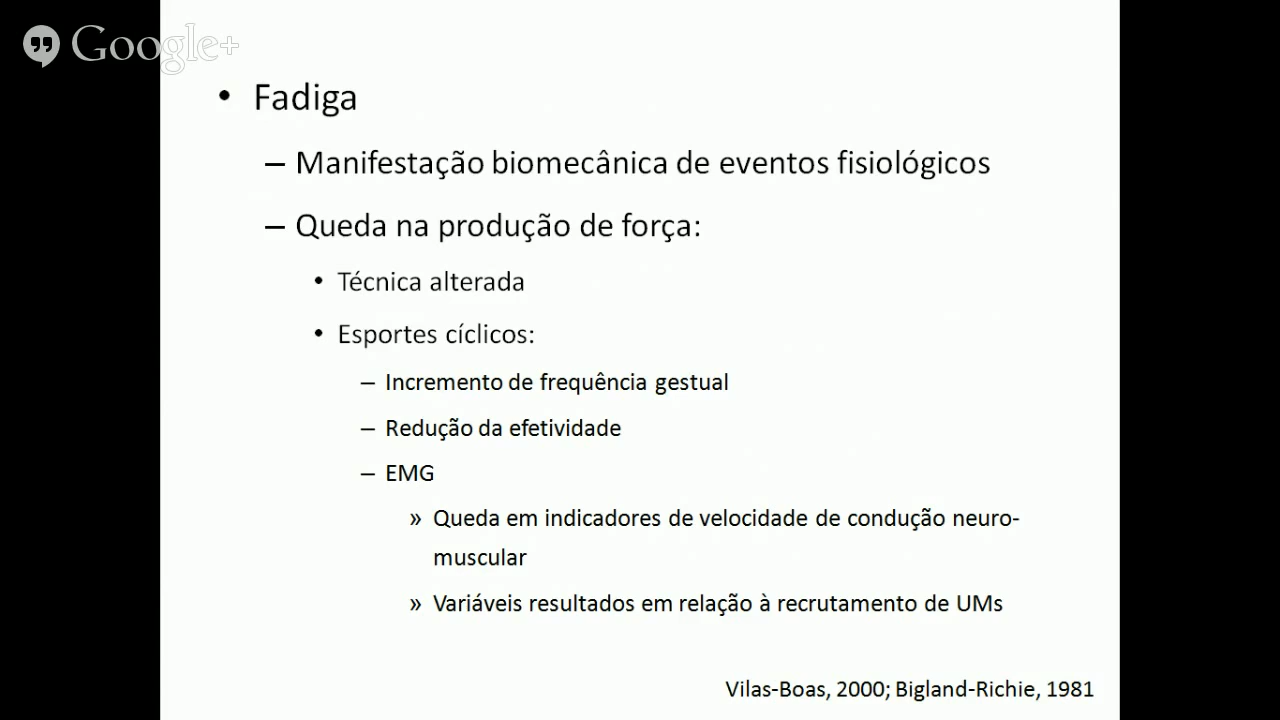 Google+
• Fadiga
– Manifestação biomecânica de eventos fisiológicos
– Queda na produção de força:
• Técnica alterada
• Esportes cíclicos:
– Incremento de frequência gestual
– Redução da efetividade
– EMG
» Queda em indicadores de velocidade de condução neuro-
muscular
» Variáveis resultados em relação à recrutamento de UMs
Vilas-Boas, 2000; Bigland-Richie, 1981